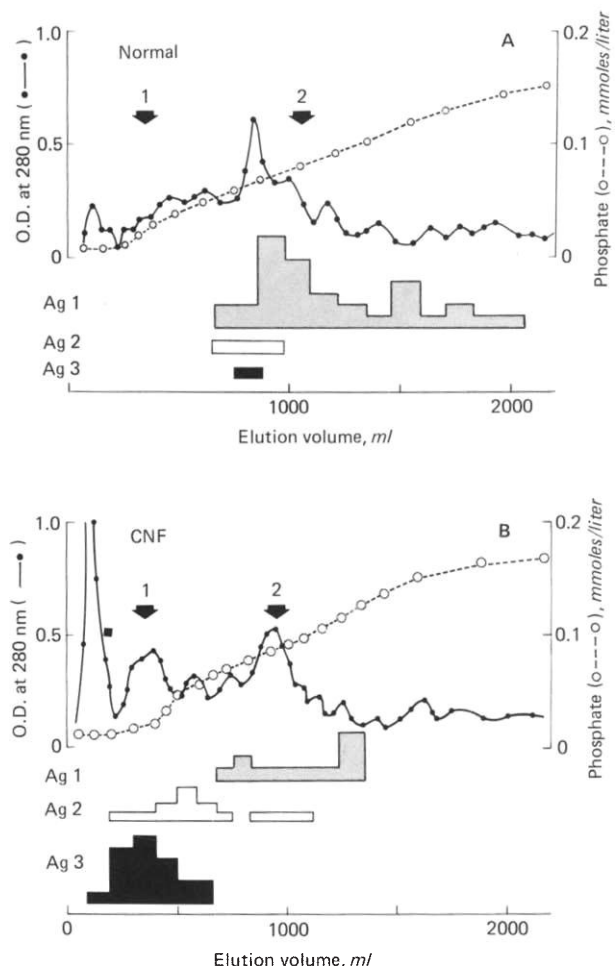 Normal
A
1
2
O.D. at 280 nm (●—●)
1.0
0.5
0
0.2
0.1
0
Phosphate (o---o), mmoles/liter
Ag 1
Ag 2
Ag 3
1000
2000
Elution volume, ml
CNF
B
1
2
O.D. at 280 nm ( —●)
1.0
0.5
0
0.2
0.1
0
Phosphate (o---o), mmoles/liter
Ag 1
Ag 2
Ag 3
0
1000
2000
Elution volume, ml